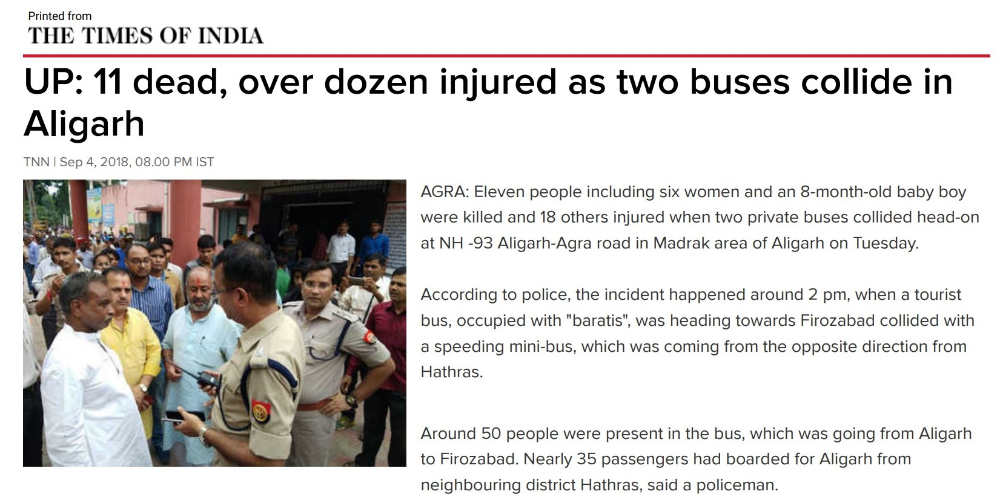 Printed from
THE TIMES OF INDIA
UP: 11 dead, over dozen injured as two buses collide in
Aligarh
TNN | Sep 4, 2018, 08.00 PM IST
AGRA: Eleven people including six women and an 8-month-old baby boy
were killed and 18 others injured when two private buses collided head-on
at NH -93 Aligarh-Agra road in Madrak area of Aligarh on Tuesday.
According to police, the incident happened around 2 pm, when a tourist
bus, occupied with "baratis", was heading towards Firozabad collided with
a speeding mini-bus, which was coming from the opposite direction from
Hathras.
Around 50 people were present in the bus, which was going from Aligarh
to Firozabad. Nearly 35 passengers had boarded for Aligarh from
neighbouring district Hathras, said a policeman.